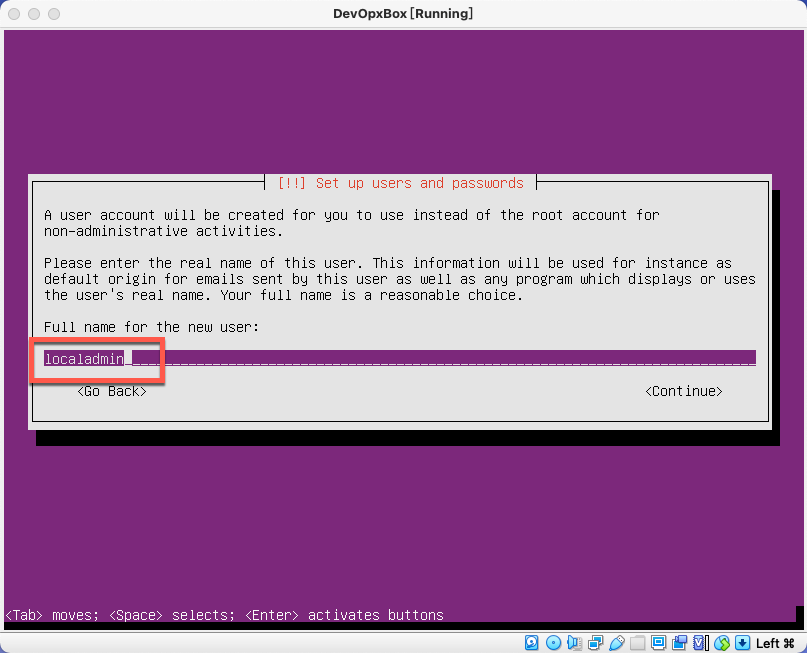 DevOpxBox [Running]
[!!] Set up users and passwords
A user account will be created for you to use instead of the root account for
non-administrative activities.
Please enter the real name of this user. This information will be used for instance as
default origin for emails sent by this user as well as any program which displays or uses
the user's real name. Your full name is a reasonable choice.
Full name for the new user:
localadmin
<Go Back> <Continue>
<Tab> moves; <Space> selects; <Enter> activates buttons
Left ⌘